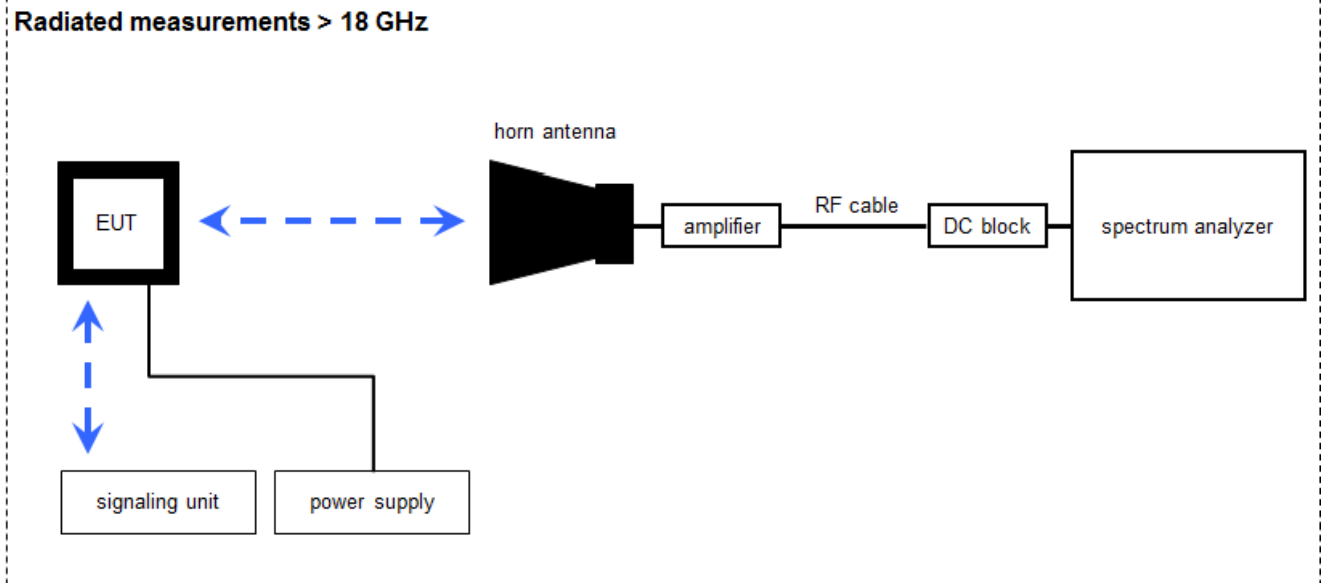 Radiated measurements > 18 GHz
horn antenna
EUT
amplifier
RF cable
DC block
spectrum analyzer
signaling unit
power supply